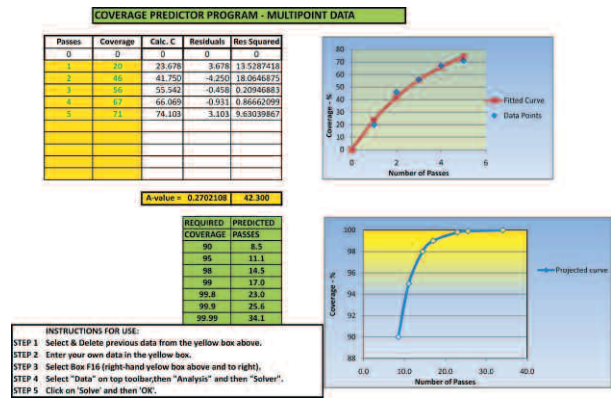 COVERAGE PREDICTOR PROGRAM - MULTIPOINT DATA
Passes Coverage Calc. C Residuals Res Squared
0 0 0 0 0
1 20 23.678 3.678 13.5287418
2 46 41.750 -4.250 18.0646875
3 56 55.542 -0.458 0.20946883
4 67 66.069 -0.931 0.86662099
5 71 74.103 3.103 9.63039867
A-value = 0.2702108 42.300
80
70
60
50
40
30
20
10
0
Coverage - %
0 2 4 6
Number of Passes
Fitted Curve
Data Points
REQUIRED PREDICTED
COVERAGE PASSES
90 8.5
95 11.1
98 14.5
99 17.0
99.8 23.0
99.9 25.6
99.99 34.1
100
98
96
94
92
90
88
Coverage - %
0.0 10.0 20.0 30.0 40.0
Number of Passes
Projected curve
INSTRUCTIONS FOR USE:
STEP 1 Select & Delete previous data from the yellow box above.
STEP 2 Enter your own data in the yellow box.
STEP 3 Select Box F16 (right-hand yelow box above and to right).
STEP 4 Select "Data" on top toolbar,then "Analysis" and then "Solver".
STEP 5 Click on 'Solve' and then 'OK'.